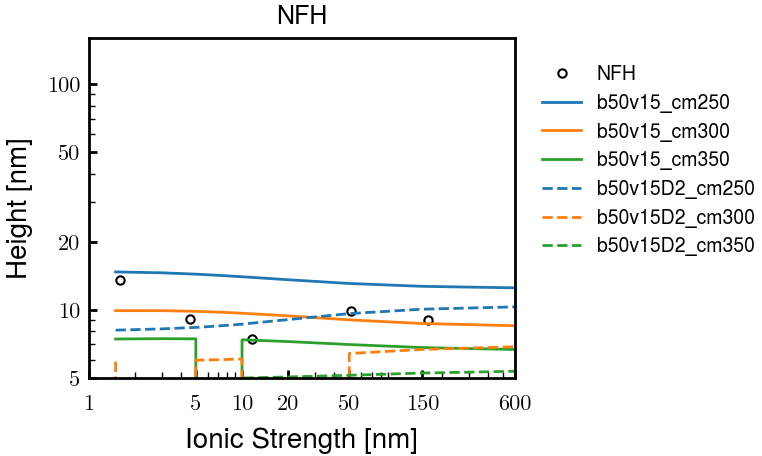 NFH
Height [nm]
100
50
20
10
5
1 5 10 20 50 150 600
Ionic Strength [nm]
NFH
b50v15_cm250
b50v15_cm300
b50v15_cm350
b50v15D2_cm250
b50v15D2_cm300
b50v15D2_cm350